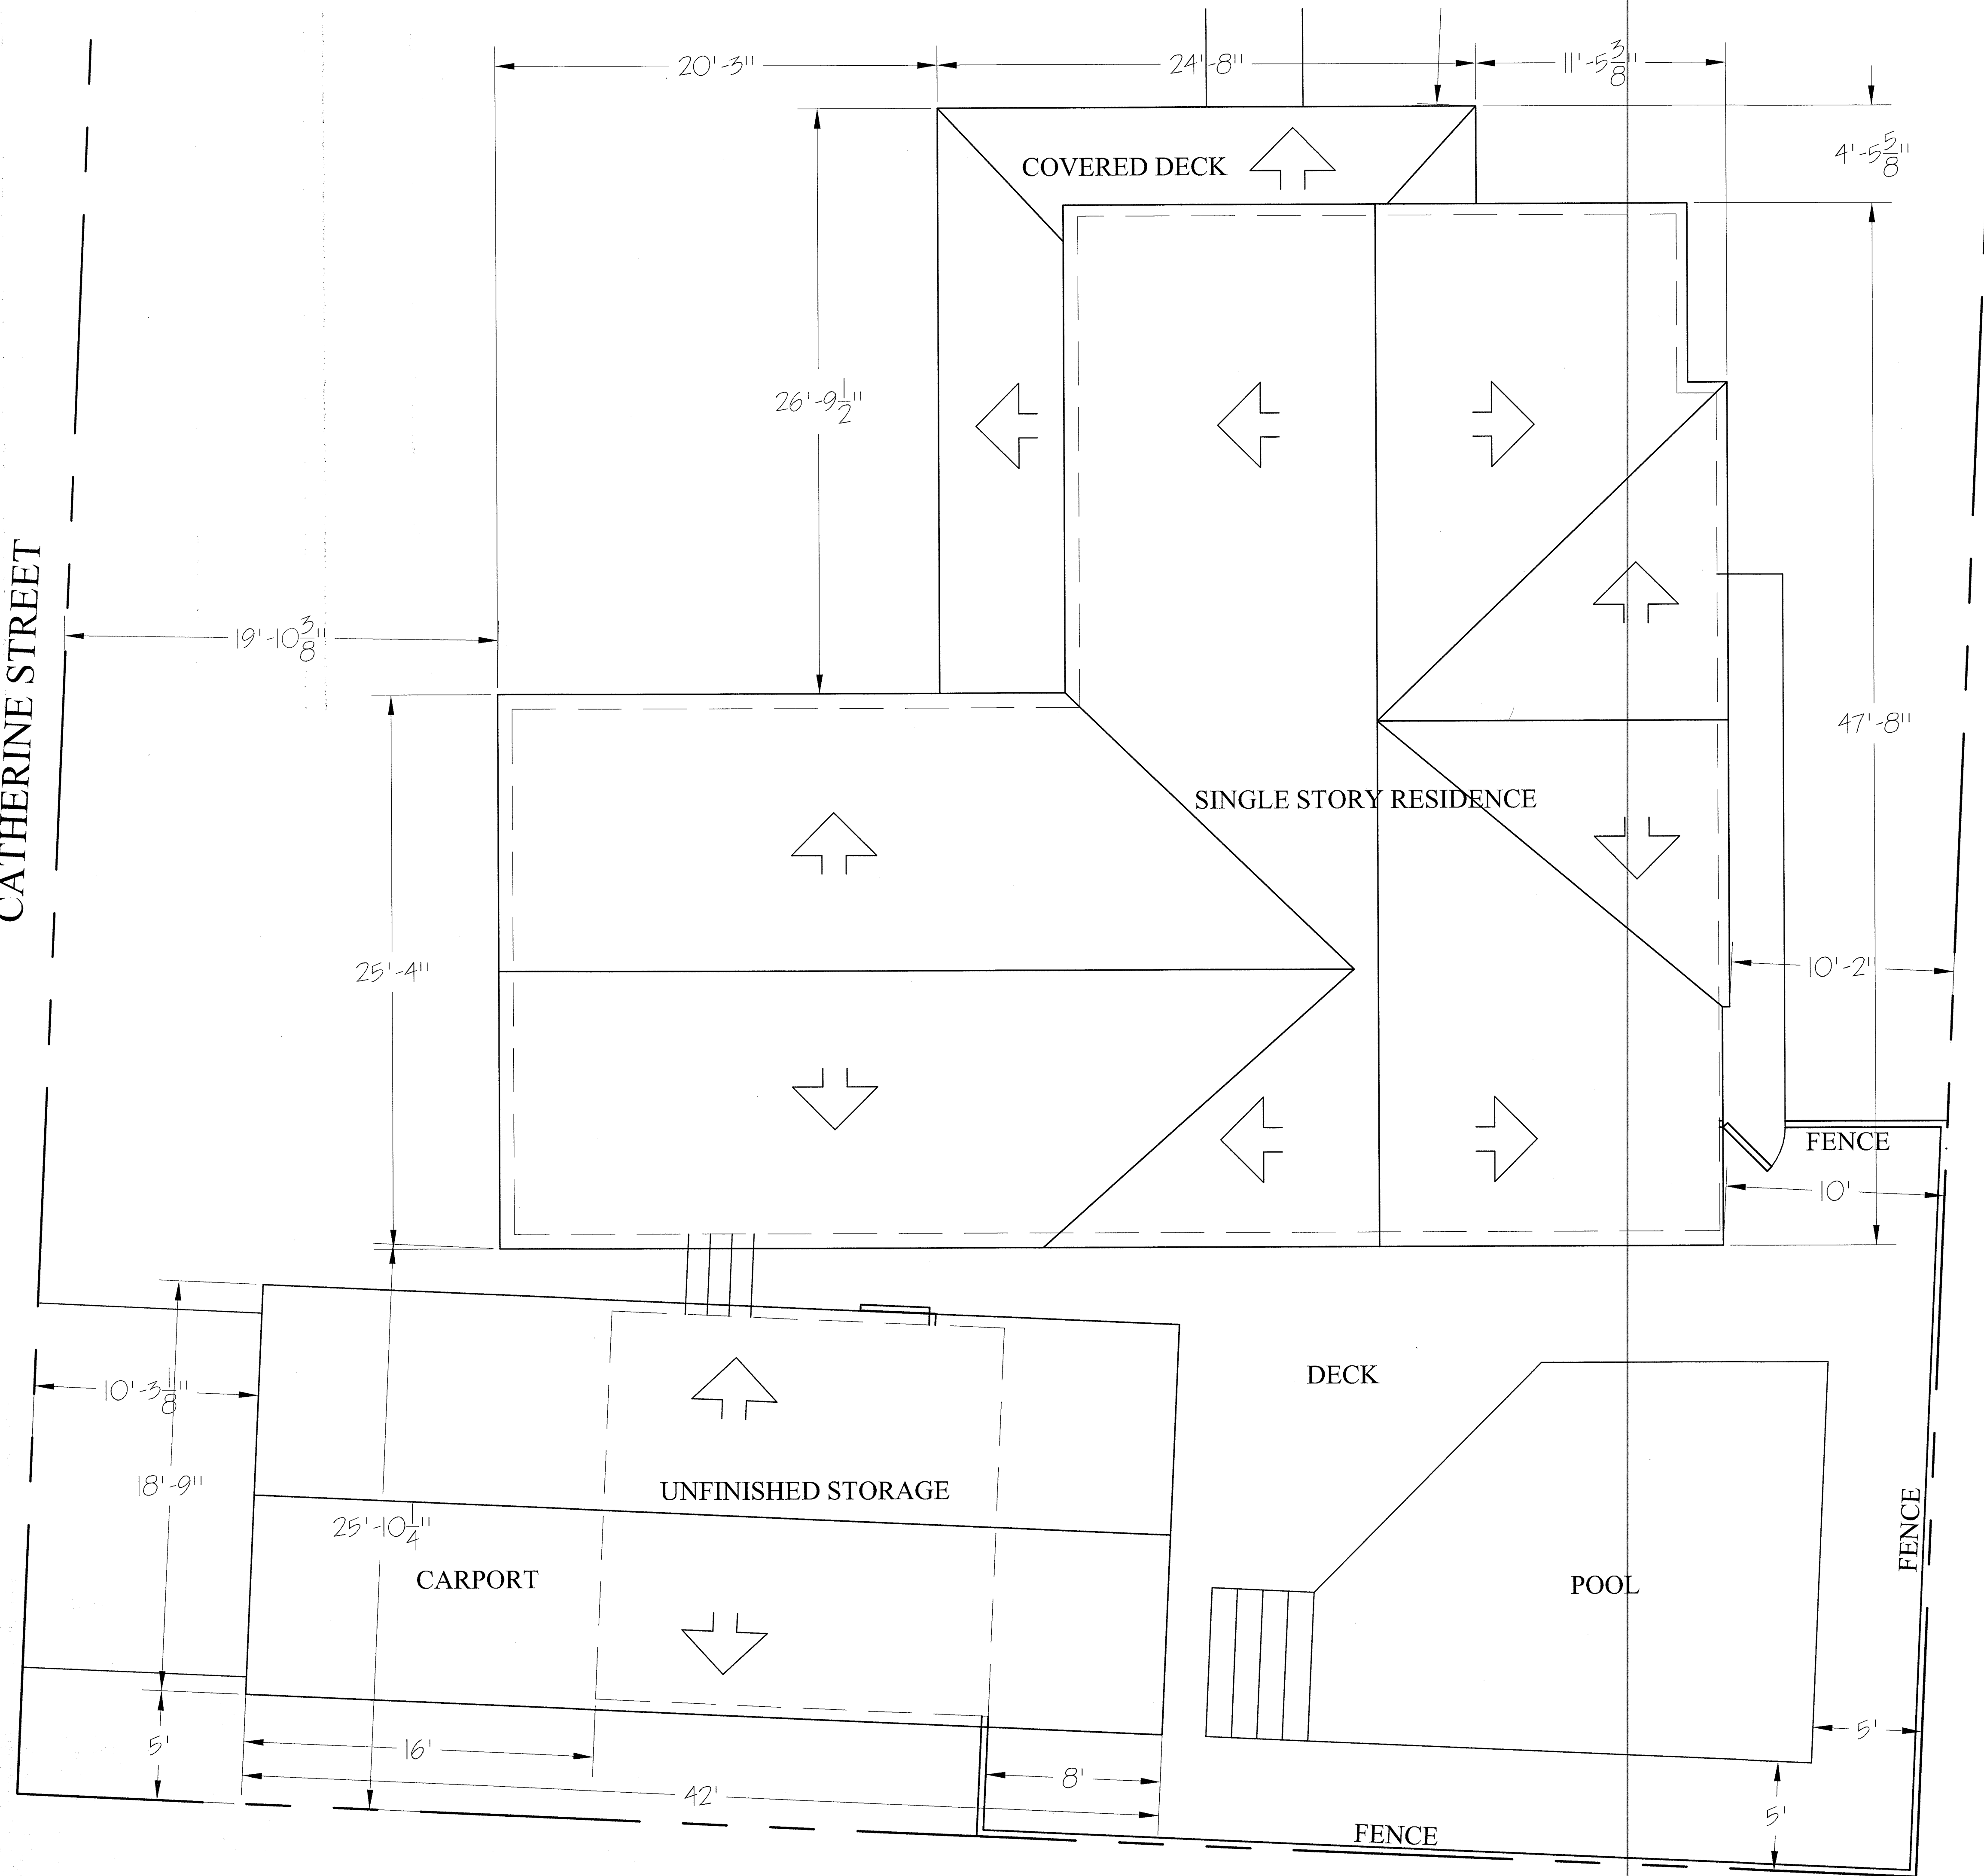 20'-3"
24'-8"
11'-5 3/8"
4'-5 5/8"
COVERED DECK
26'-9 1/2"
CATHERINE STREET
19'-10 3/8"
47'-8"
SINGLE STORY RESIDENCE
25'-4"
10'-2"
FENCE
10'
10'-3 1/8"
DECK
18'-9"
UNFINISHED STORAGE
25'-10 1/4"
FENCE
CARPORT
POOL
5'
16'
5'
42'
8'
5'
FENCE